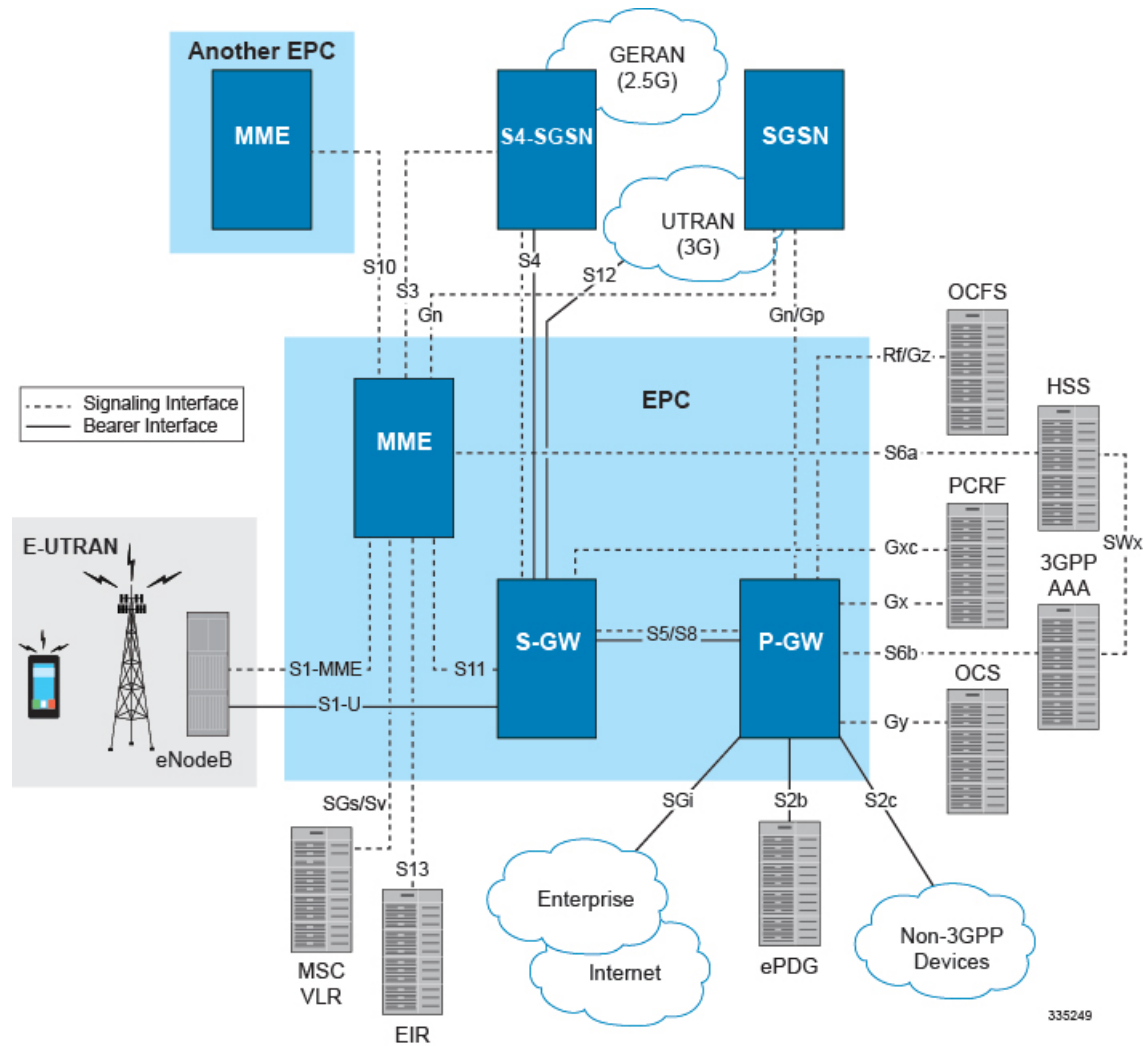 Another EPC
MME
GERAN
(2.5G)
S4-SGSN
SGSN
UTRAN
(3G)
S10
S3
Gn
S4
S12
Gn/Gp
OCFS
Rf/Gz
HSS
Signaling Interface
Bearer Interface
EPC
MME
S6a
PCRF
SWx
E-UTRAN
Gxc
3GPP
AAA
Gx
S-GW
S5/S8
P-GW
S6b
S1-MME
S11
OCS
S1-U
Gy
eNodeB
SGs/Sv
SGi
S2b
S2c
S13
Enterprise
Internet
ePDG
Non-3GPP
Devices
MSC
VLR
EIR
335249